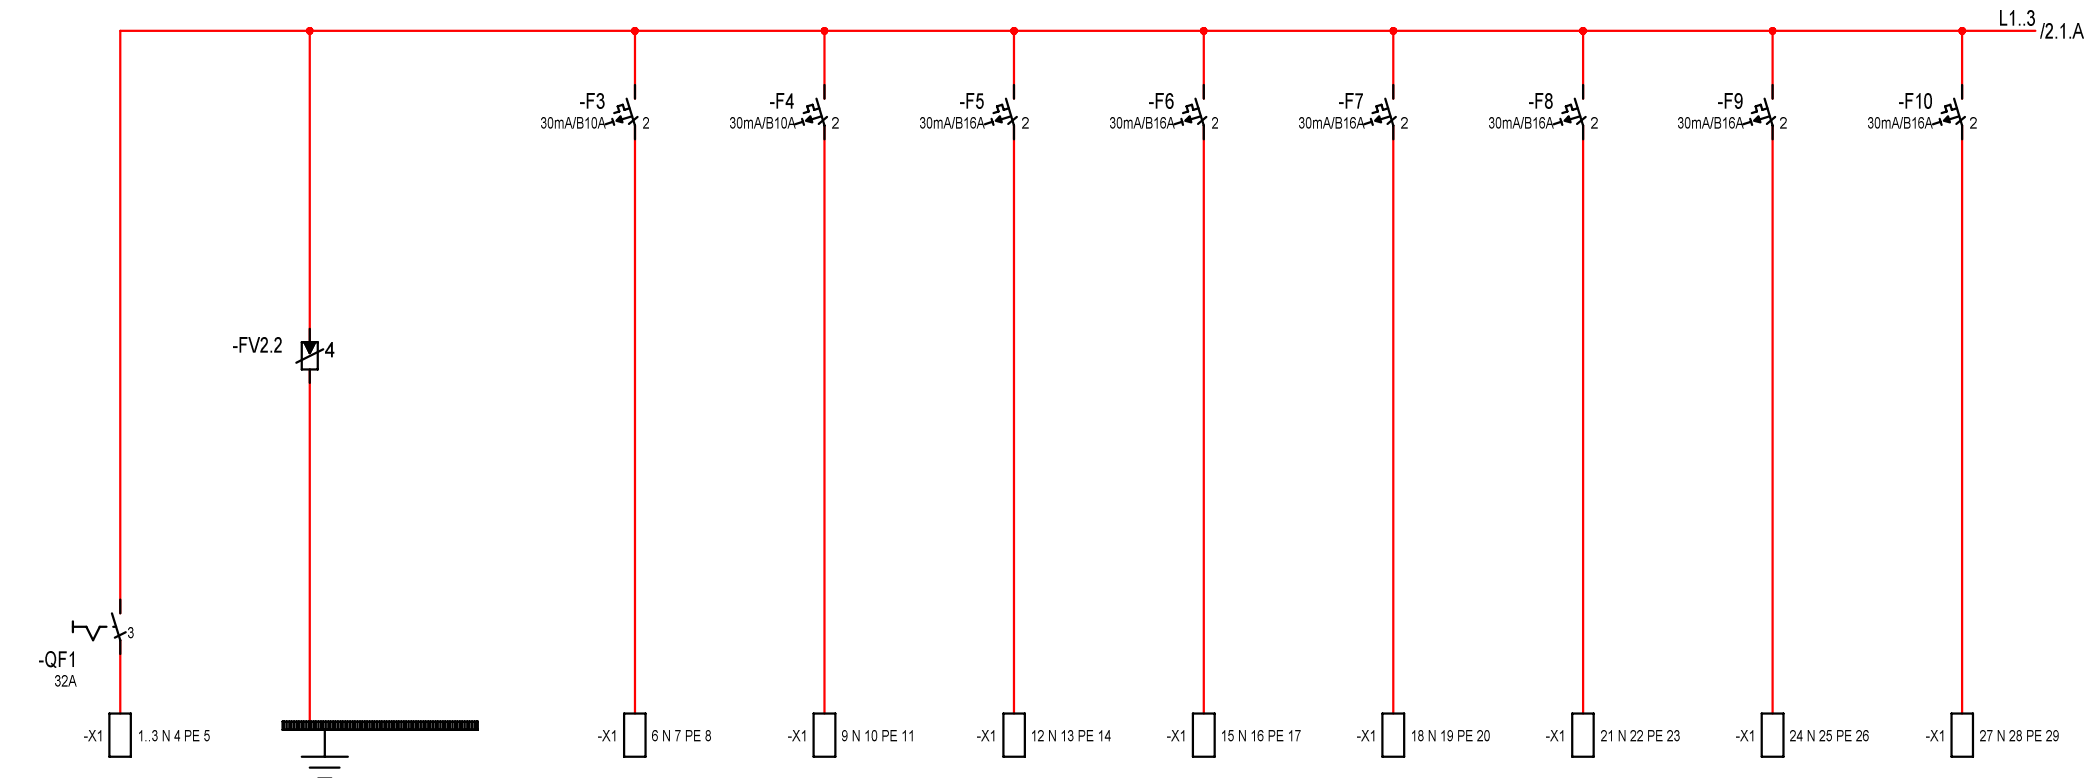 L1..3
/2.1.A
-F3
30mA/B10A
2
-F4
30mA/B10A
2
-F5
30mA/B16A
2
-F6
30mA/B16A
2
-F7
30mA/B16A
2
-F8
30mA/B16A
2
-F9
30mA/B16A
2
-F10
30mA/B16A
2
-FV2.2
4
3
-QF1
32A
-X1 1..3 N 4 PE 5
-X1 6 N 7 PE 8
-X1 9 N 10 PE 11
-X1 12 N 13 PE 14
-X1 15 N 16 PE 17
-X1 18 N 19 PE 20
-X1 21 N 22 PE 23
-X1 24 N 25 PE 26
-X1 27 N 28 PE 29